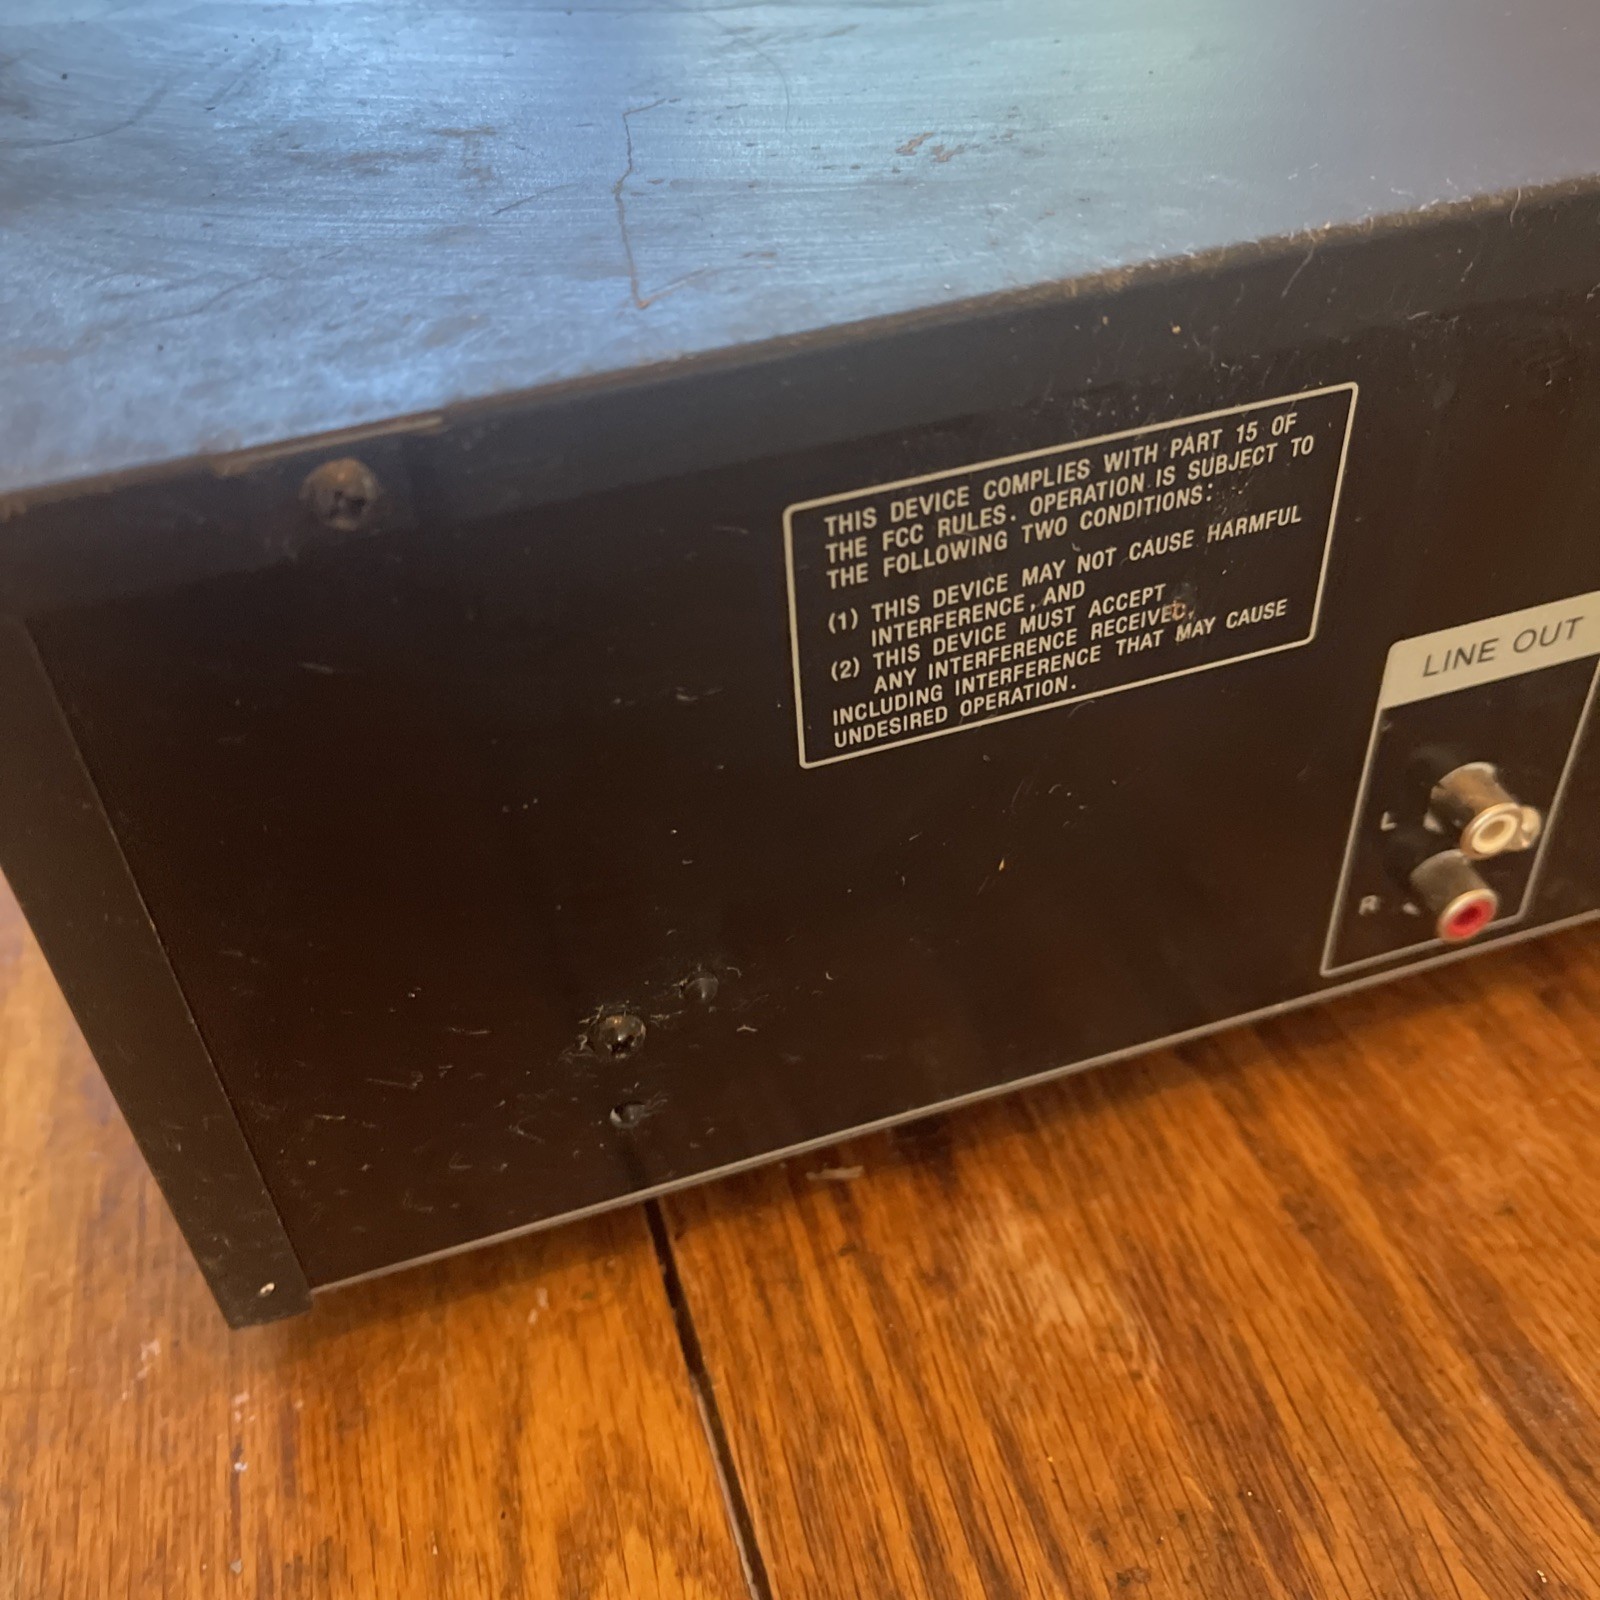 THIS DEVICE COMPLIES WITH PART 15 OF
THE FCC RULES. OPERATION IS SUBJECT TO
THE FOLLOWING TWO CONDITIONS:
(1) THIS DEVICE MAY NOT CAUSE HARMFUL
INTERFERENCE, AND
(2) THIS DEVICE MUST ACCEPT
ANY INTERFERENCE RECEIVED,
INCLUDING INTERFERENCE THAT MAY CAUSE
UNDESIRED OPERATION.
LINE OUT
L
R